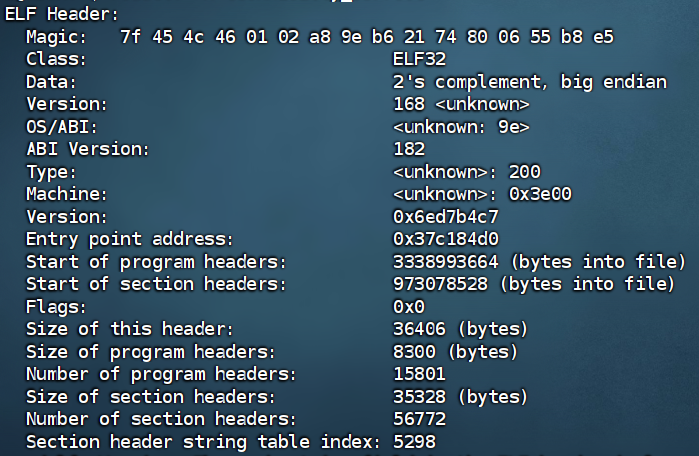 ELF Header:
Magic: 7f 45 4c 46 01 02 a8 9e b6 21 74 80 06 55 b8 e5
Class: ELF32
Data: 2's complement, big endian
Version: 168 <unknown>
OS/ABI: <unknown: 9e>
ABI Version: 182
Type: <unknown>: 200
Machine: <unknown>: 0x3e00
Version: 0x6ed7b4c7
Entry point address: 0x37c184d0
Start of program headers: 3338993664 (bytes into file)
Start of section headers: 973078528 (bytes into file)
Flags: 0x0
Size of this header: 36406 (bytes)
Size of program headers: 8300 (bytes)
Number of program headers: 15801
Size of section headers: 35328 (bytes)
Number of section headers: 56772
Section header string table index: 5298